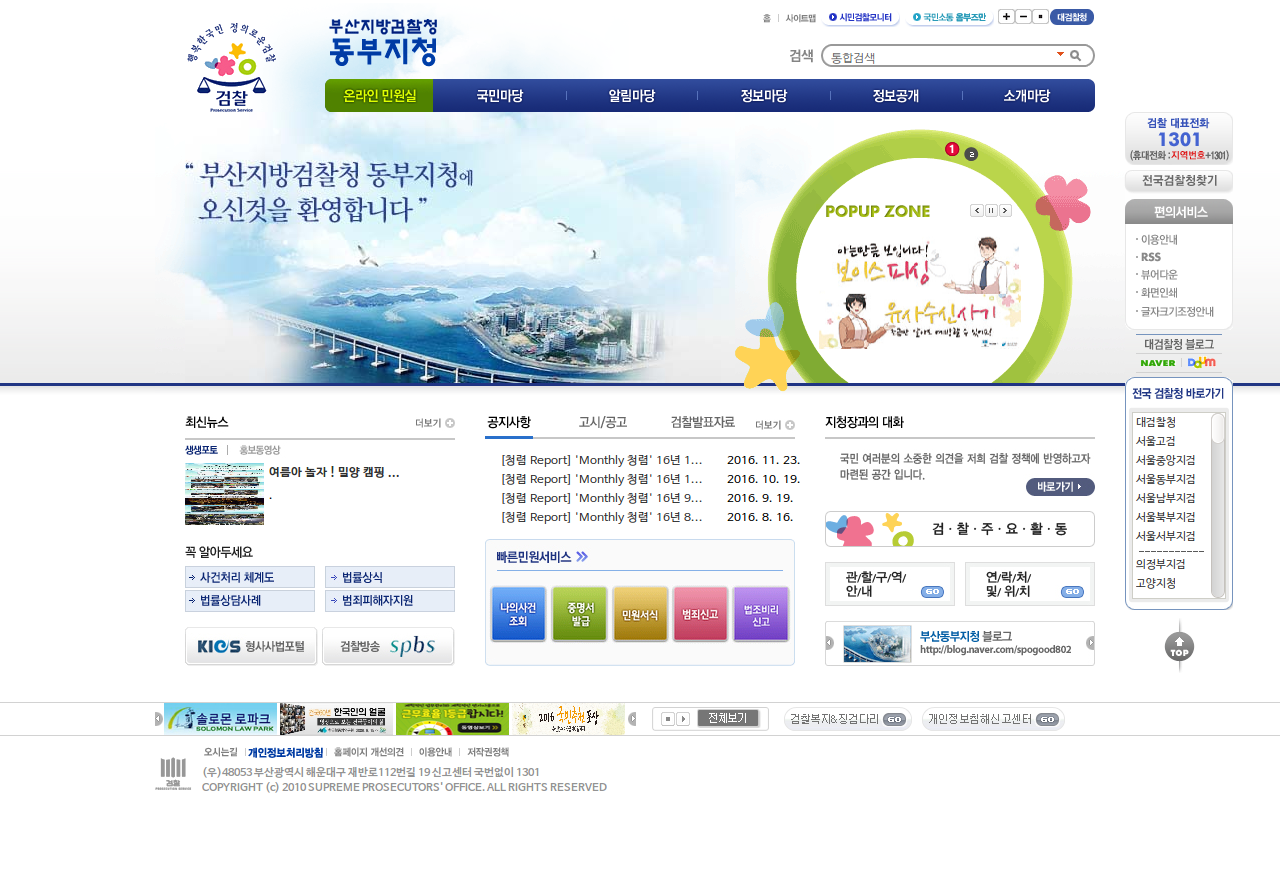 행복한국민 정의로운검찰
검찰
Prosecution Service
부산지방검찰청
동부지청
홈 사이트맵 시민검찰모니터 국민소통 옴부즈만 대검찰청
검색 통합검색
온라인 민원실 국민마당 알림마당 정보마당 정보공개 소개마당
“ 부산지방검찰청 동부지청에
오신것을 환영합니다 ”
1 2
POPUP ZONE
아는만큼 보입니다!
보이스피싱
유사수신사기
검찰 대표전화
1301
(휴대전화 :지역번호+1301)
전국검찰청찾기
편의서비스
· 이용안내
· RSS
· 뷰어다운
· 화면인쇄
· 글자크기조정안내
대검찰청 블로그
NAVER Daum
전국 검찰청 바로가기
대검찰청
서울고검
서울중앙지검
서울동부지검
서울남부지검
서울북부지검
서울서부지검
------------
의정부지검
고양지청
TOP
최신뉴스 더보기
생생포토 홍보동영상
여름아 놀자 ! 밀양 캠핑 ...
.
꼭 알아두세요
사건처리 체계도 법률상식
법률상담사례 범죄피해자지원
KICS 형사사법포털 검찰방송 spbs
공지사항 고시/공고 검찰발표자료 더보기
[청렴 Report] 'Monthly 청렴' 16년 1... 2016. 11. 23.
[청렴 Report] 'Monthly 청렴' 16년 1... 2016. 10. 19.
[청렴 Report] 'Monthly 청렴' 16년 9... 2016. 9. 19.
[청렴 Report] 'Monthly 청렴' 16년 8... 2016. 8. 16.
빠른민원서비스
나의사건 조회 증명서 발급 민원서식 범죄신고 법조비리 신고
지청장과의 대화
국민 여러분의 소중한 의견을 저희 검찰 정책에 반영하고자
마련된 공간 입니다.
바로가기
검 · 찰 · 주 · 요 · 활 · 동
관/할/구/역/ 안/내 GO 연/락/처/ 및/ 위/치 GO
부산동부지청 블로그
http://blog.naver.com/spogood802
솔로몬 로파크
SOLOMON LAW PARK
한국인의 얼굴
근무효율 1등급 합시다!
동영상보기
2016
전체보기 검찰복지&징검다리 GO 개인정보침해신고센터 GO
오시는길 개인정보처리방침 홈페이지 개선의견 이용안내 저작권정책
검찰
PROSECUTION SERVICE
(우)48053 부산광역시 해운대구 재반로112번길 19 신고센터 국번없이 1301
COPYRIGHT (c) 2010 SUPREME PROSECUTORS' OFFICE. ALL RIGHTS RESERVED